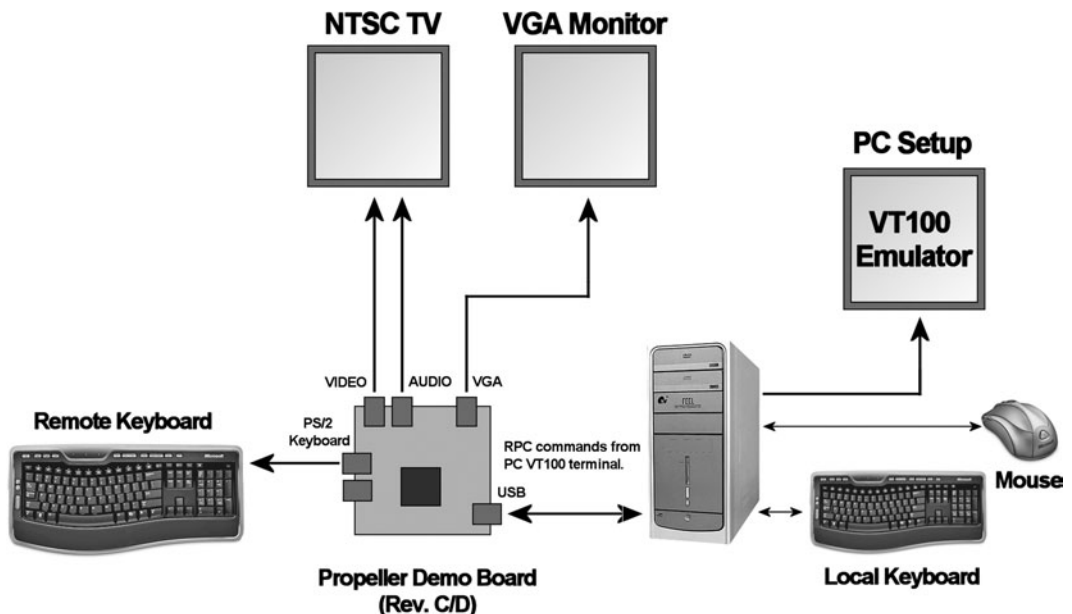 NTSC TV
VGA Monitor
PC Setup
VT100
Emulator
VIDEO
AUDIO
VGA
Remote Keyboard
PS/2
Keyboard
RPC commands from
PC VT100 terminal.
USB
Mouse
Propeller Demo Board
(Rev. C/D)
Local Keyboard